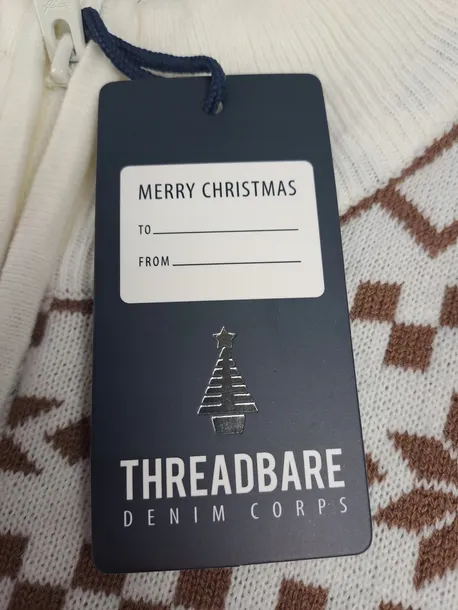 MERRY CHRISTMAS
TO
FROM
THREADBARE
DENIM CORPS